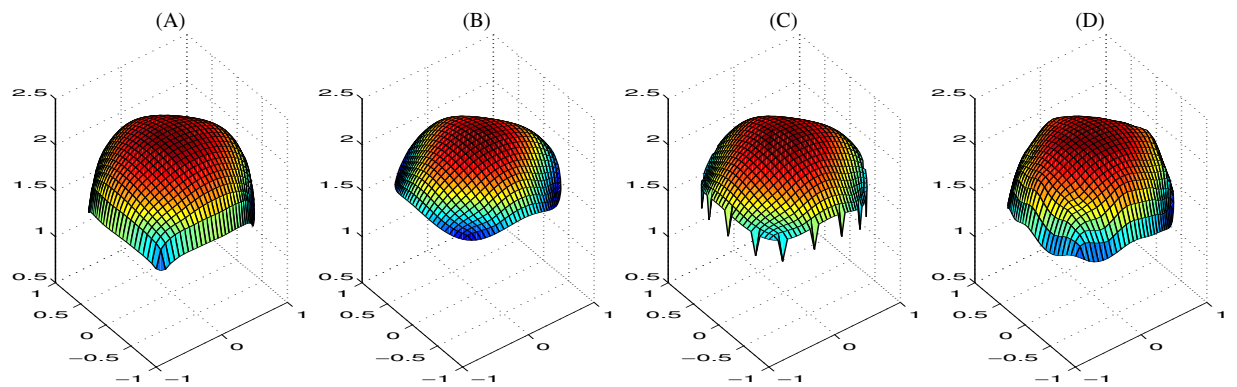 (A) (B) (C) (D)
2.5 2.5 2.5 2.5
2 2 2 2
1.5 1.5 1.5 1.5
1 1 1 1
0.5 0.5 0.5 0.5
1 1 1 1 1 1 1 1
0.5 0.5 0.5 0.5
0 0 0 0 0 0 0 0
−0.5 −0.5 −0.5 −0.5
−1 −1 −1 −1 −1 −1 −1 −1